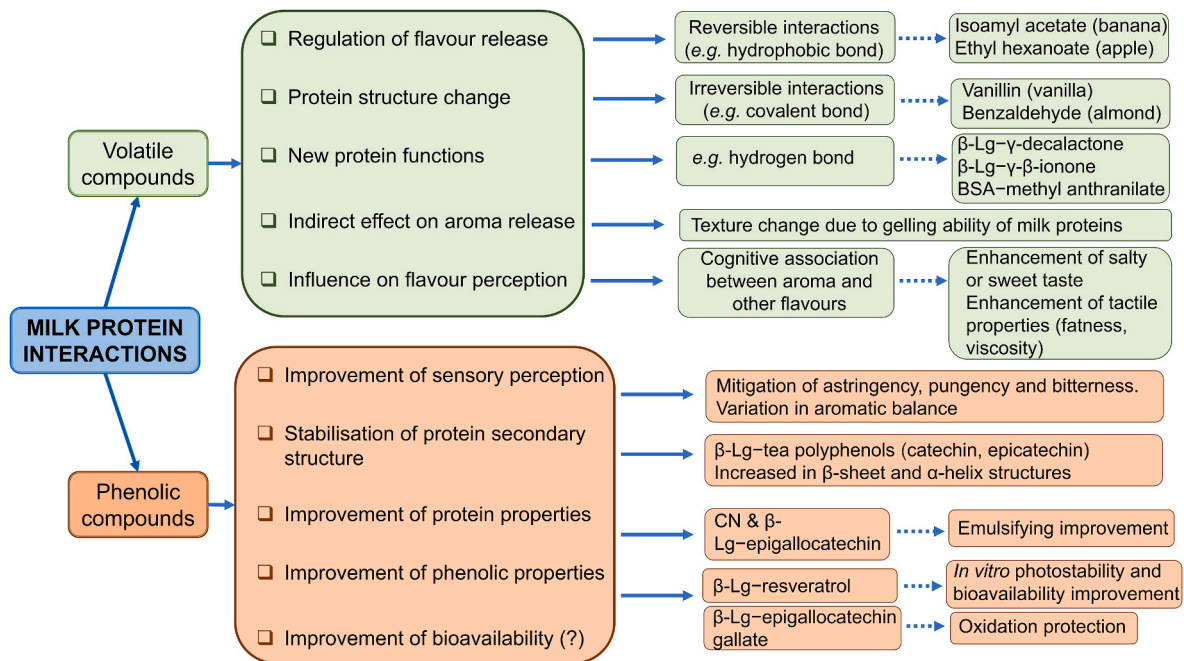 MILK PROTEIN
INTERACTIONS
Volatile
compounds
❑ Regulation of flavour release
❑ Protein structure change
❑ New protein functions
❑ Indirect effect on aroma release
❑ Influence on flavour perception
Reversible interactions
(e.g. hydrophobic bond)
Isoamyl acetate (banana)
Ethyl hexanoate (apple)
Irreversible interactions
(e.g. covalent bond)
Vanillin (vanilla)
Benzaldehyde (almond)
e.g. hydrogen bond
β-Lg−γ-decalactone
β-Lg−γ-β-ionone
BSA−methyl anthranilate
Texture change due to gelling ability of milk proteins
Cognitive association
between aroma and
other flavours
Enhancement of salty
or sweet taste
Enhancement of tactile
properties (fatness,
viscosity)
Phenolic
compounds
❑ Improvement of sensory perception
❑ Stabilisation of protein secondary
structure
❑ Improvement of protein properties
❑ Improvement of phenolic properties
❑ Improvement of bioavailability (?)
Mitigation of astringency, pungency and bitterness.
Variation in aromatic balance
β-Lg−tea polyphenols (catechin, epicatechin)
Increased in β-sheet and α-helix structures
CN & β-
Lg−epigallocatechin
Emulsifying improvement
β-Lg−resveratrol
In vitro photostability and
bioavailability improvement
β-Lg−epigallocatechin
gallate
Oxidation protection